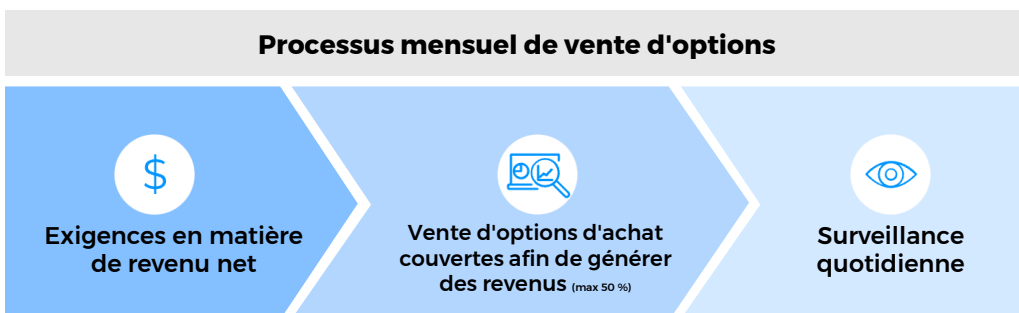 Processus mensuel de vente d'options
$
Exigences en matière
de revenu net
Vente d'options d'achat
couvertes afin de générer
des revenus (max 50 %)
Surveillance
quotidienne